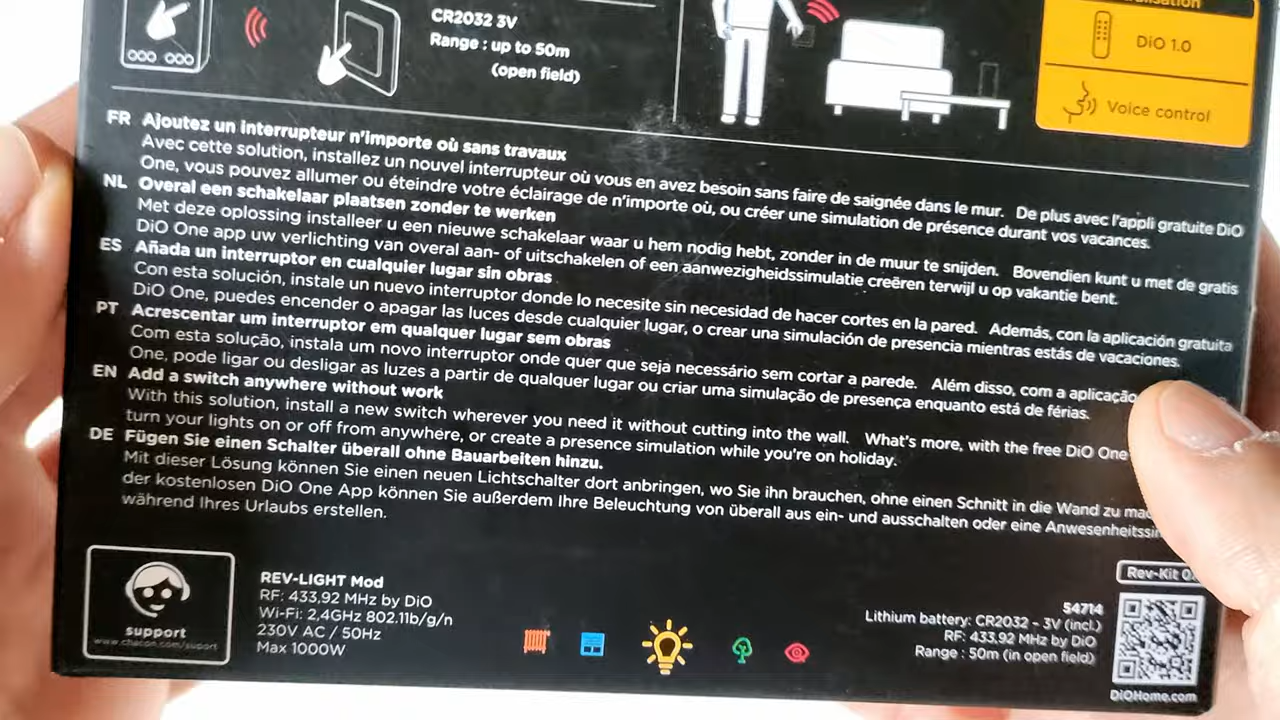 CR2032 3V
Range : up to 50m
(open field)
DiO 1.0
Voice control
FR Ajoutez un interrupteur n'importe où sans travaux
Avec cette solution, installez un nouvel interrupteur où vous en avez besoin sans faire de saignée dans le mur. De plus avec l'appli gratuite DiO
One, vous pouvez allumer ou éteindre votre éclairage de n'importe où, ou créer une simulation de présence durant vos vacances.
NL Overal een schakelaar plaatsen zonder te werken
Met deze oplossing installeer u een nieuwe schakelaar waar u hem nodig hebt, zonder in de muur te snijden. Bovendien kunt u met de gratis
DiO One app uw verlichting van overal aan- of uitschakelen of een aanwezigheidssimulatie creëren terwijl u op vakantie bent.
ES Añada un interruptor en cualquier lugar sin obras
Con esta solución, instale un nuevo interruptor donde lo necesite sin necesidad de hacer cortes en la pared. Además, con la aplicación gratuita
DiO One, puedes encender o apagar las luces desde cualquier lugar, o crear una simulación de presencia mientras estás de vacaciones.
PT Acrescentar um interruptor em qualquer lugar sem obras
Com esta solução, instala um novo interruptor onde quer que seja necessário sem cortar a parede. Além disso, com a aplicação
One, pode ligar ou desligar as luzes a partir de qualquer lugar ou criar uma simulação de presença enquanto está de férias.
EN Add a switch anywhere without work
With this solution, install a new switch wherever you need it without cutting into the wall. What's more, with the free DiO One
turn your lights on or off from anywhere, or create a presence simulation while you're on holiday.
DE Fügen Sie einen Schalter überall ohne Bauarbeiten hinzu.
Mit dieser Lösung können Sie einen neuen Lichtschalter dort anbringen, wo Sie ihn brauchen, ohne einen Schnitt in die Wand zu
der kostenlosen DiO One App können Sie außerdem Ihre Beleuchtung von überall aus ein- und ausschalten oder eine
während Ihres Urlaubs erstellen.
support
www.chacon.com/support
REV-LIGHT Mod
RF: 433.92 MHz by DiO
Wi-Fi: 2,4GHz 802.11b/g/n
230V AC / 50Hz
Max 1000W
Rev-Kit
54714
Lithium battery: CR2032 - 3V (incl.)
RF: 433.92 MHz by DiO
Range : 50m (in open field)
DiOHome.com